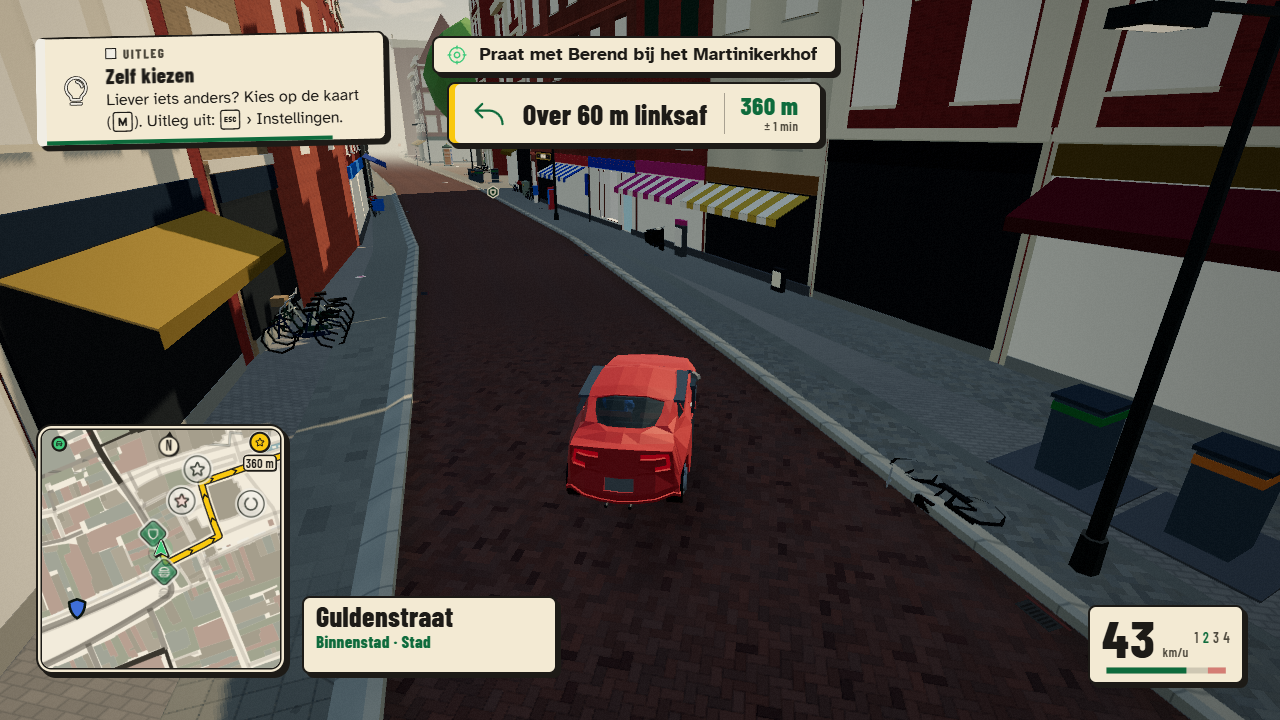 UITLEG
Zelf kiezen
Liever iets anders? Kies op de kaart
(M). Uitleg uit: ESC › Instellingen.
Praat met Berend bij het Martinikerkhof
Over 60 m linksaf
360 m
± 1 min
N
360 m
Guldenstraat
Binnenstad · Stad
43 km/u
1 2 3 4